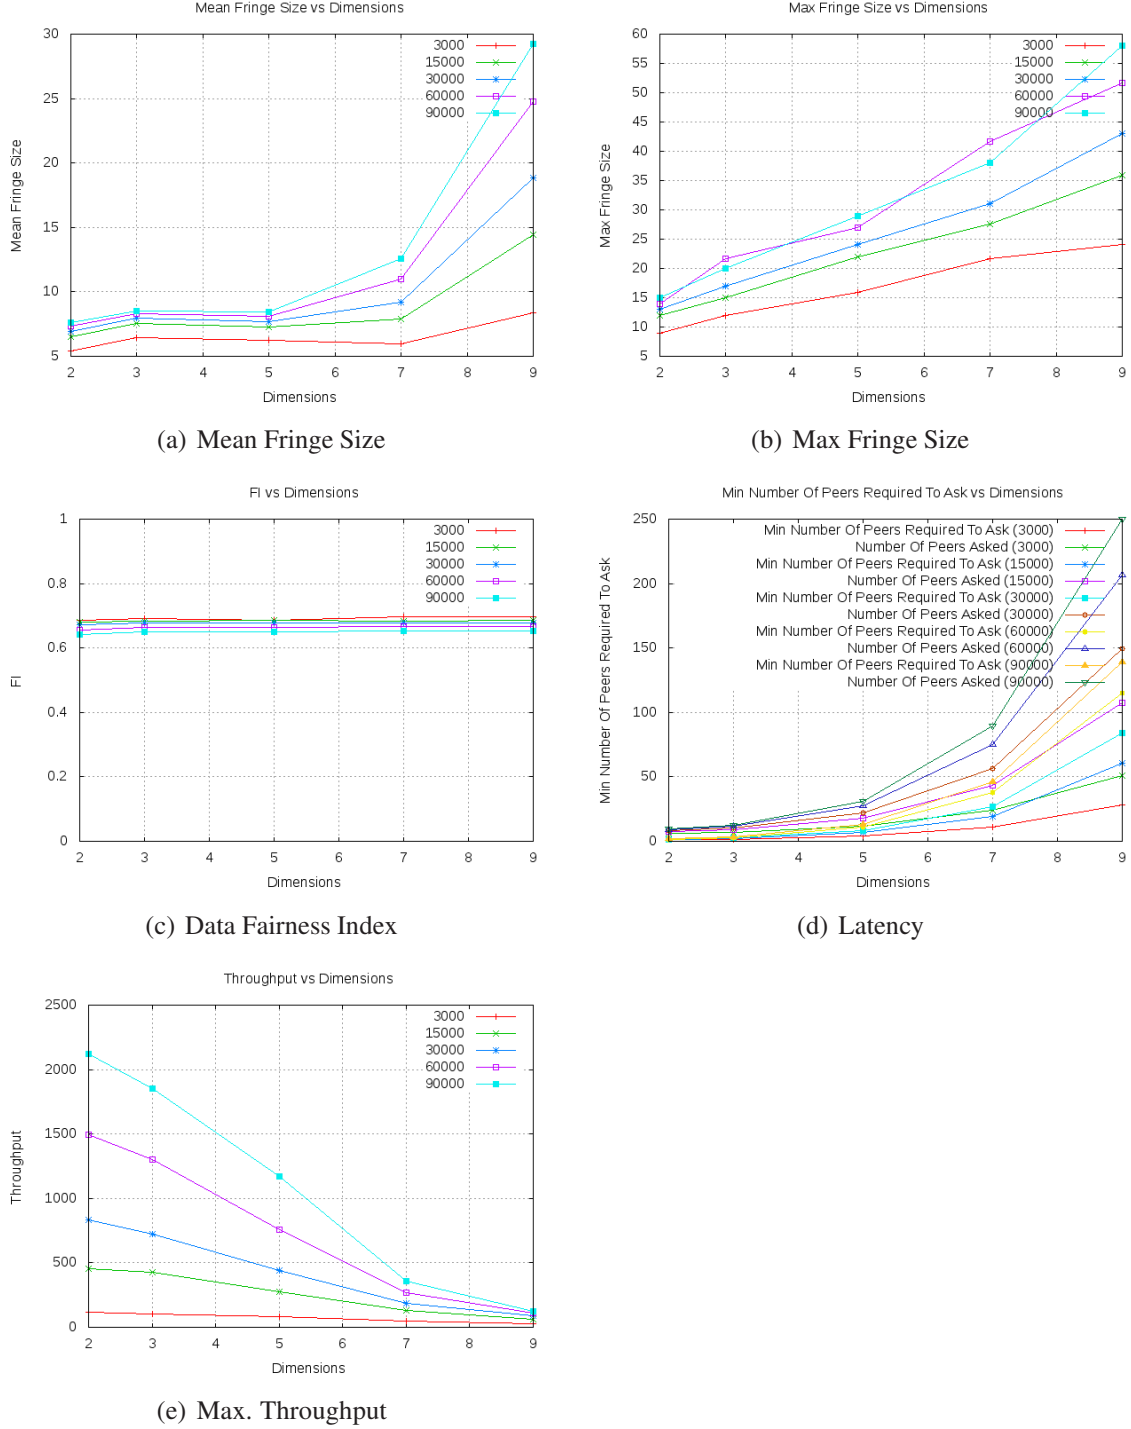 Mean Fringe Size vs Dimensions
30
25
20
15
10
5
2 3 4 5 6 7 8 9
Mean Fringe Size
Dimensions
3000
15000
30000
60000
90000
(a) Mean Fringe Size
Max Fringe Size vs Dimensions
60
55
50
45
40
35
30
25
20
15
10
5
2 3 4 5 6 7 8 9
Max Fringe Size
Dimensions
3000
15000
30000
60000
90000
(b) Max Fringe Size
FI vs Dimensions
1
0.8
0.6
0.4
0.2
0
2 3 4 5 6 7 8 9
FI
Dimensions
3000
15000
30000
60000
90000
(c) Data Fairness Index
Min Number Of Peers Required To Ask vs Dimensions
250
200
150
100
50
0
2 3 4 5 6 7 8 9
Min Number Of Peers Required To Ask
Dimensions
Min Number Of Peers Required To Ask (3000)
Number Of Peers Asked (3000)
Min Number Of Peers Required To Ask (15000)
Number Of Peers Asked (15000)
Min Number Of Peers Required To Ask (30000)
Number Of Peers Asked (30000)
Min Number Of Peers Required To Ask (60000)
Number Of Peers Asked (60000)
Min Number Of Peers Required To Ask (90000)
Number Of Peers Asked (90000)
(d) Latency
Throughput vs Dimensions
2500
2000
1500
1000
500
0
2 3 4 5 6 7 8 9
Throughput
Dimensions
3000
15000
30000
60000
90000
(e) Max. Throughput